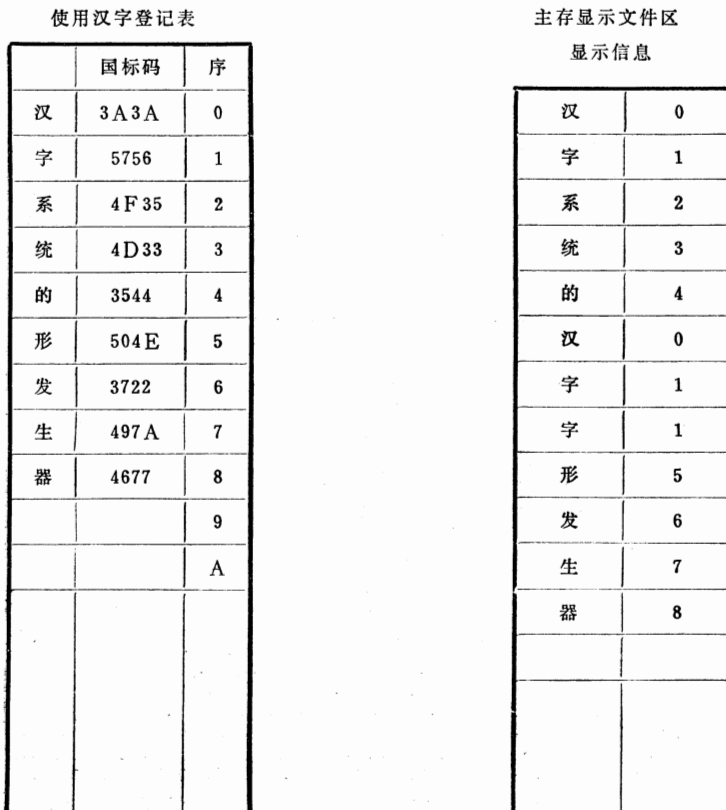 使用汉字登记表
国标码 序
汉 3A3A 0
字 5756 1
系 4F35 2
统 4D33 3
的 3544 4
形 504E 5
发 3722 6
生 497A 7
器 4677 8
9
A
主存显示文件区
显示信息
汉 0
字 1
系 2
统 3
的 4
汉 0
字 1
字 1
形 5
发 6
生 7
器 8